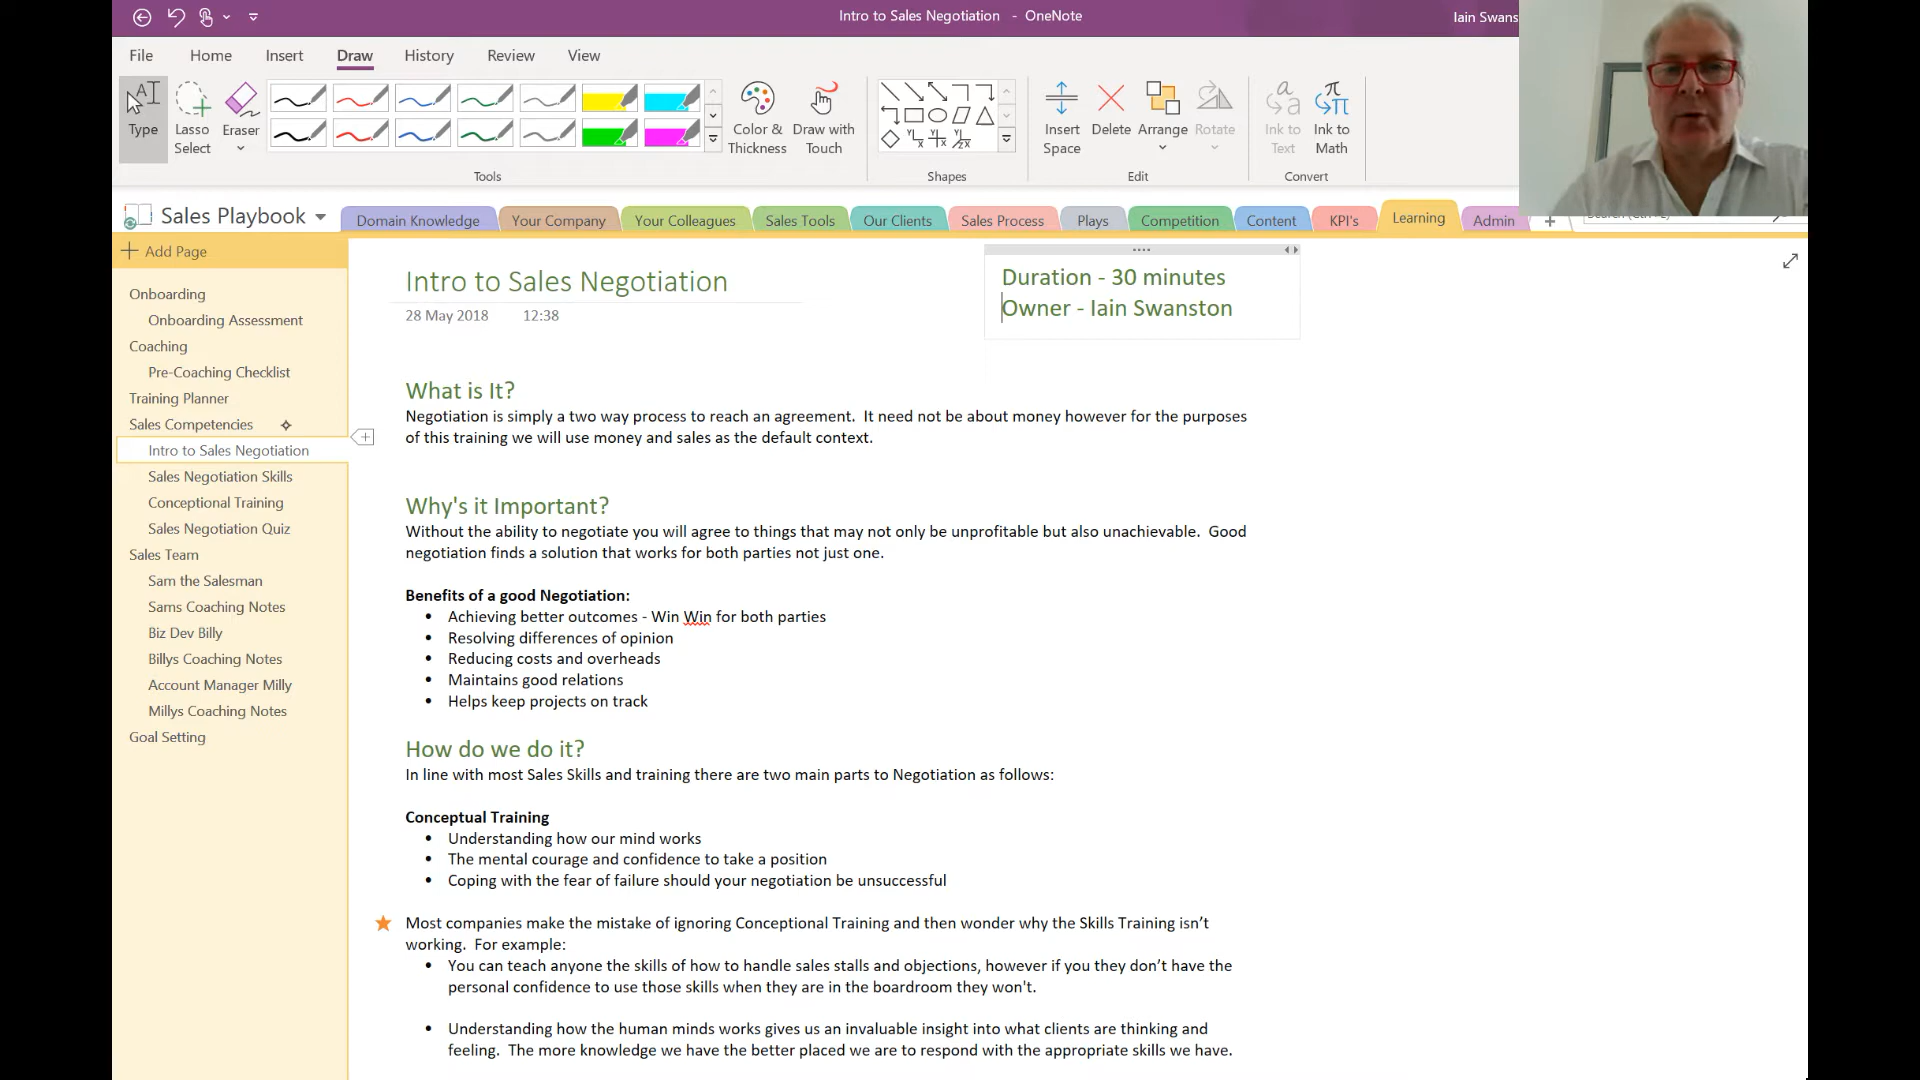 Intro to Sales Negotiation - OneNote
Iain Swans
File Home Insert Draw History Review View
Type
Lasso Select
Eraser
Color & Thickness
Draw with Touch
Insert Space
Delete
Arrange
Rotate
Ink to Text
Ink to Math
Tools
Shapes
Edit
Convert
Sales Playbook
Domain Knowledge
Your Company
Your Colleagues
Sales Tools
Our Clients
Sales Process
Plays
Competition
Content
KPI's
Learning
Admin
Add Page
Onboarding
Onboarding Assessment
Coaching
Pre-Coaching Checklist
Training Planner
Sales Competencies
Intro to Sales Negotiation
Sales Negotiation Skills
Conceptional Training
Sales Negotiation Quiz
Sales Team
Sam the Salesman
Sams Coaching Notes
Biz Dev Billy
Billys Coaching Notes
Account Manager Milly
Millys Coaching Notes
Goal Setting
Intro to Sales Negotiation
28 May 2018 12:38
Duration - 30 minutes
Owner - Iain Swanston
What is It?
Negotiation is simply a two way process to reach an agreement. It need not be about money however for the purposes
of this training we will use money and sales as the default context.
Why's it Important?
Without the ability to negotiate you will agree to things that may not only be unprofitable but also unachievable. Good
negotiation finds a solution that works for both parties not just one.
Benefits of a good Negotiation:
• Achieving better outcomes - Win Win for both parties
• Resolving differences of opinion
• Reducing costs and overheads
• Maintains good relations
• Helps keep projects on track
How do we do it?
In line with most Sales Skills and training there are two main parts to Negotiation as follows:
Conceptual Training
• Understanding how our mind works
• The mental courage and confidence to take a position
• Coping with the fear of failure should your negotiation be unsuccessful
Most companies make the mistake of ignoring Conceptional Training and then wonder why the Skills Training isn't
working. For example:
• You can teach anyone the skills of how to handle sales stalls and objections, however if you they don't have the
personal confidence to use those skills when they are in the boardroom they won't.
• Understanding how the human minds works gives us an invaluable insight into what clients are thinking and
feeling. The more knowledge we have the better placed we are to respond with the appropriate skills we have.